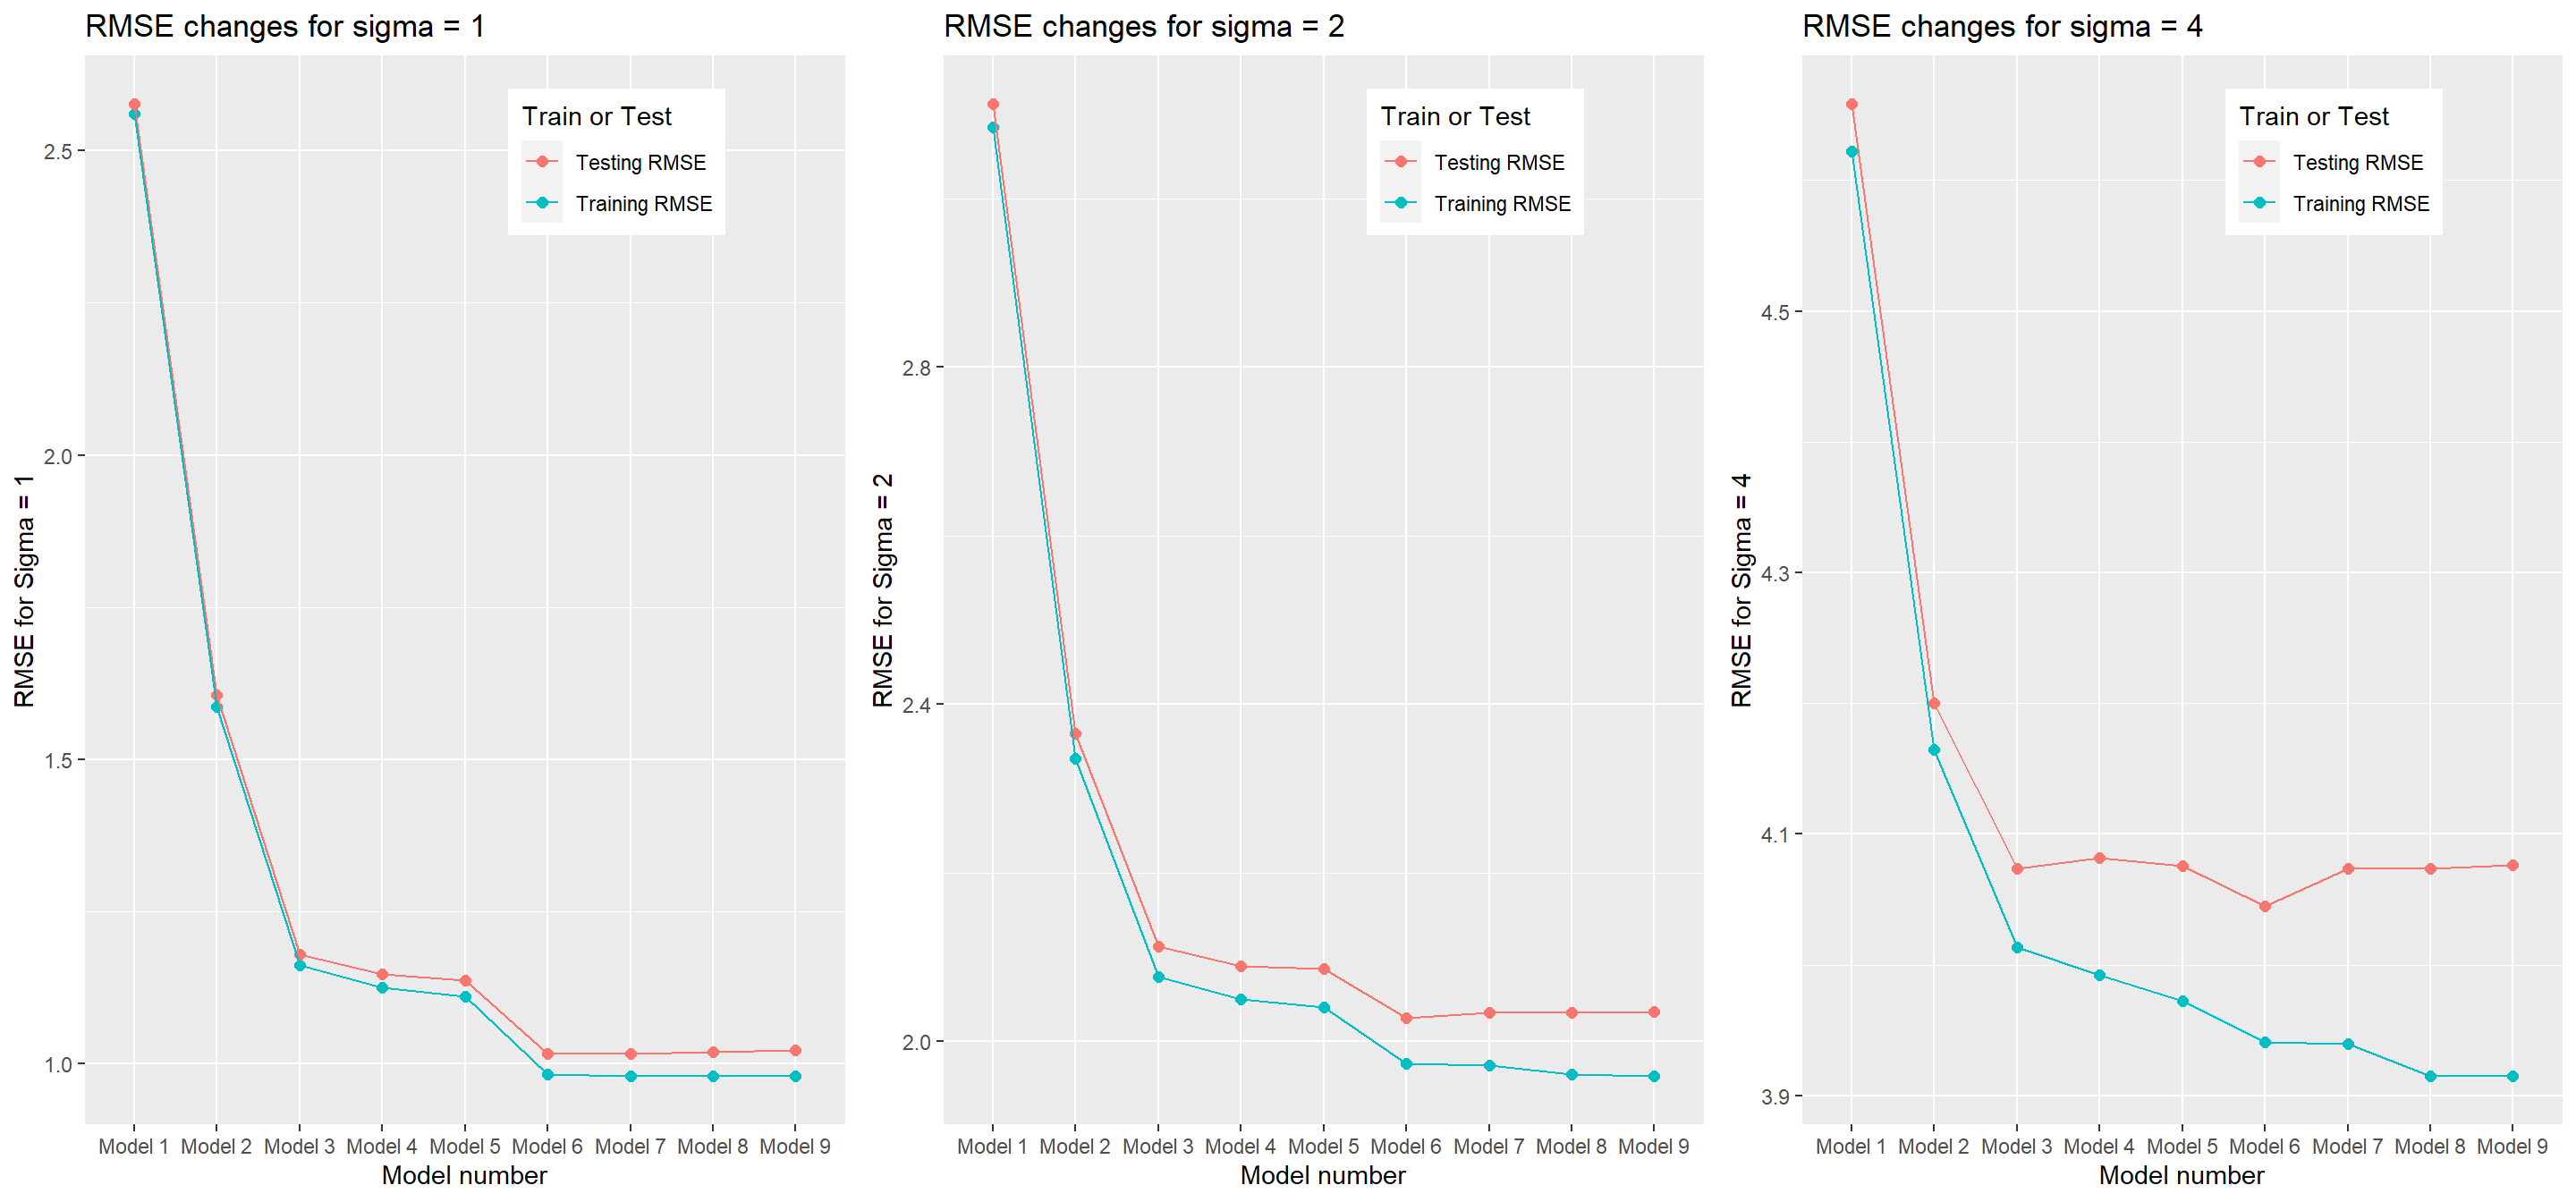 RMSE changes for sigma = 1
Train or Test
Testing RMSE
Training RMSE
2.5
2.0
1.5
1.0
RMSE for Sigma = 1
Model 1 Model 2 Model 3 Model 4 Model 5 Model 6 Model 7 Model 8 Model 9
Model number
RMSE changes for sigma = 2
Train or Test
Testing RMSE
Training RMSE
2.8
2.4
2.0
RMSE for Sigma = 2
Model 1 Model 2 Model 3 Model 4 Model 5 Model 6 Model 7 Model 8 Model 9
Model number
RMSE changes for sigma = 4
Train or Test
Testing RMSE
Training RMSE
4.5
4.3
4.1
3.9
RMSE for Sigma = 4
Model 1 Model 2 Model 3 Model 4 Model 5 Model 6 Model 7 Model 8 Model 9
Model number